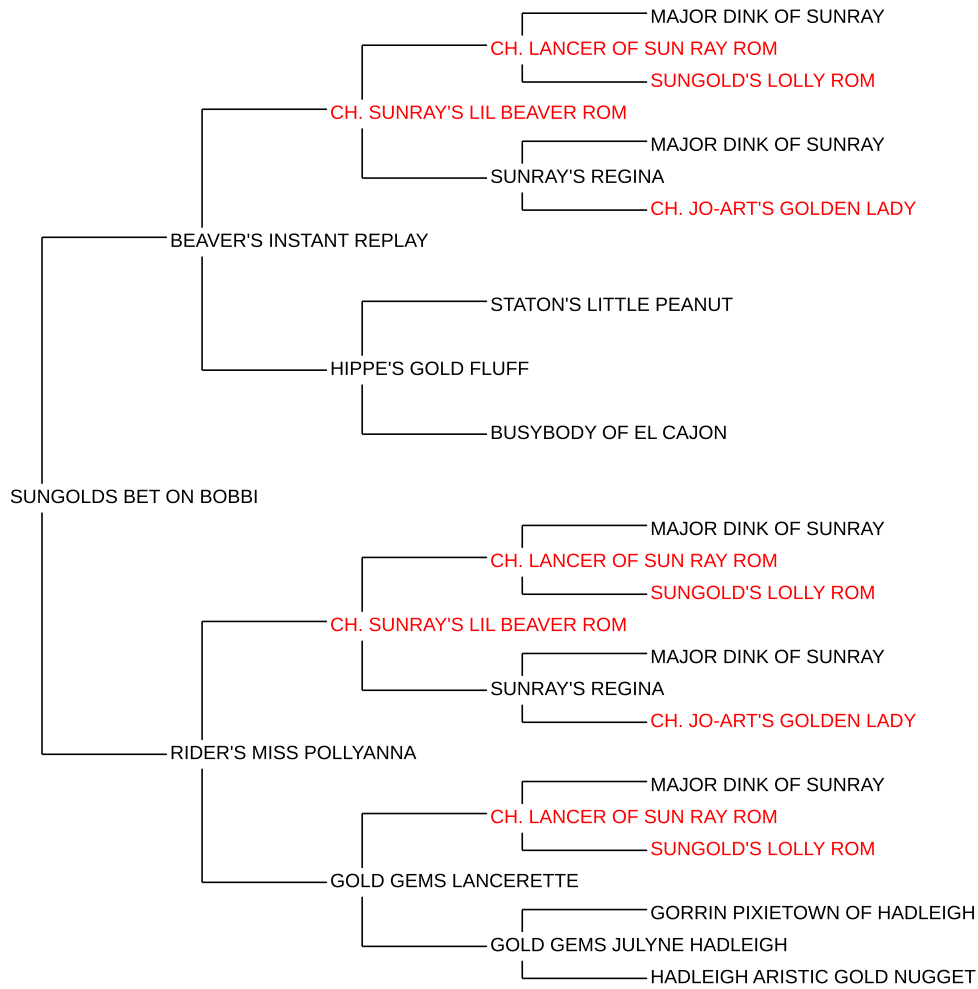 MAJOR DINK OF SUNRAY
CH. LANCER OF SUN RAY ROM
SUNGOLD'S LOLLY ROM
CH. SUNRAY'S LIL BEAVER ROM
MAJOR DINK OF SUNRAY
SUNRAY'S REGINA
CH. JO-ART'S GOLDEN LADY
BEAVER'S INSTANT REPLAY
STATON'S LITTLE PEANUT
HIPPE'S GOLD FLUFF
BUSYBODY OF EL CAJON
SUNGOLDS BET ON BOBBI
MAJOR DINK OF SUNRAY
CH. LANCER OF SUN RAY ROM
SUNGOLD'S LOLLY ROM
CH. SUNRAY'S LIL BEAVER ROM
MAJOR DINK OF SUNRAY
SUNRAY'S REGINA
CH. JO-ART'S GOLDEN LADY
RIDER'S MISS POLLYANNA
MAJOR DINK OF SUNRAY
CH. LANCER OF SUN RAY ROM
SUNGOLD'S LOLLY ROM
GOLD GEMS LANCERETTE
GORRIN PIXIETOWN OF HADLEIGH
GOLD GEMS JULYNE HADLEIGH
HADLEIGH ARISTIC GOLD NUGGET